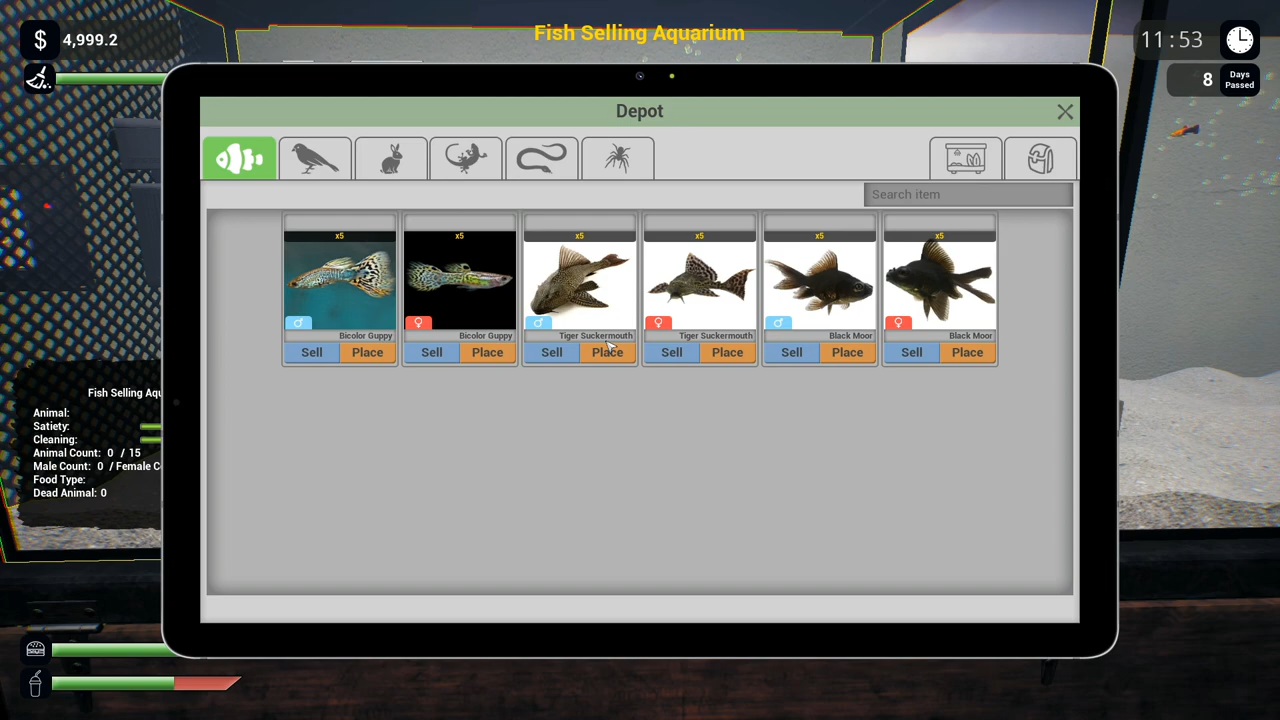 Fish Selling Aquarium
$ 4,999.2
11:53
8 Days Passed
Depot
Search item
x5 x5 x5 x5 x5 x5
Bicolor Guppy Bicolor Guppy Tiger Suckermouth Tiger Suckermouth Black Moor Black Moor
Sell Place Sell Place Sell Place Sell Place Sell Place Sell Place
Fish Selling Aqu
Animal:
Satiety:
Cleaning:
Animal Count: 0 / 15
Male Count: 0 / Female C
Food Type:
Dead Animal: 0